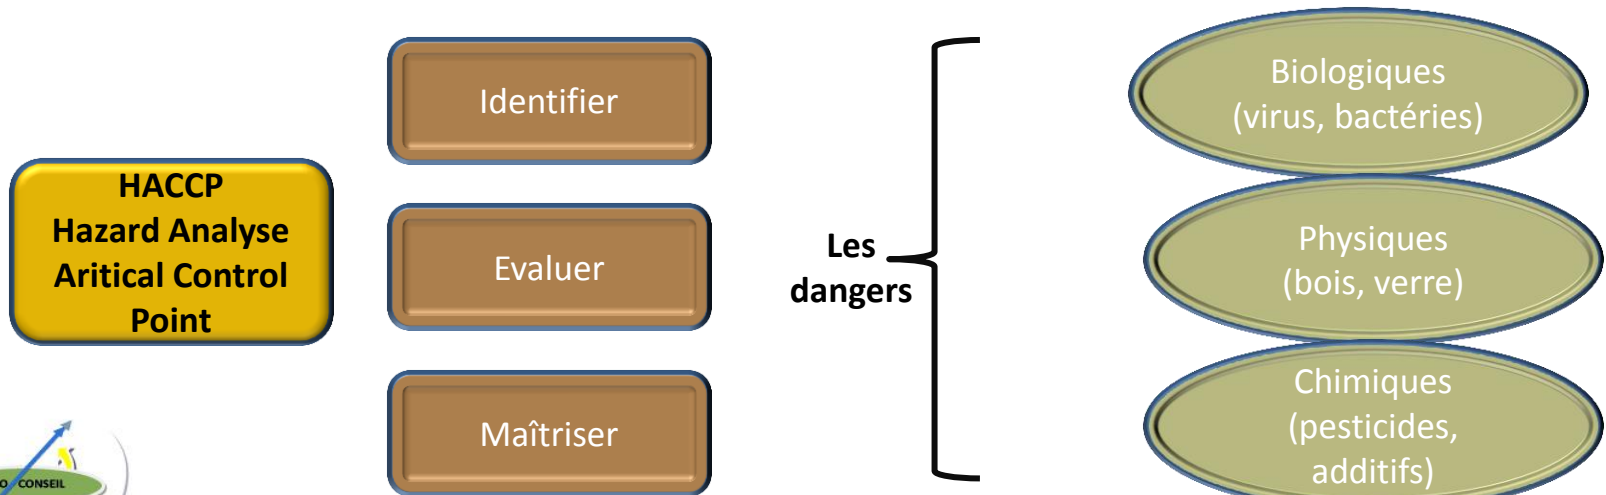 HACCP
Hazard Analyse
Aritical Control
Point
Identifier
Evaluer
Maîtriser
Les
dangers
Biologiques
(virus, bactéries)
Physiques
(bois, verre)
Chimiques
(pesticides,
additifs)
CONSEIL